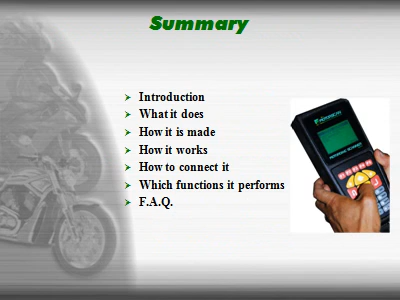 Summary
Introduction
What it does
How it is made
How it works
How to connect it
Which functions it performs
F.A.Q.